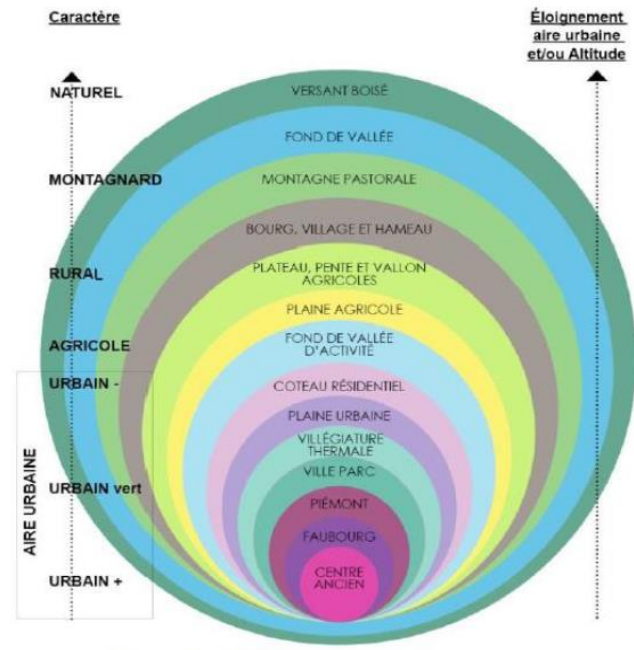 Caractère
Éloignement
aire urbaine
et/ou Altitude
NATUREL
VERSANT BOISÉ
FOND DE VALLÉE
MONTAGNARD
MONTAGNE PASTORALE
BOURG, VILLAGE ET HAMEAU
RURAL
PLATEAU, PENTE ET VALLON
AGRICOLES
PLAINE AGRICOLE
AGRICOLE
FOND DE VALLÉE
D'ACTIVITÉ
URBAIN -
COTEAU RÉSIDENTIEL
PLAINE URBAINE
VILLÉGIATURE
THERMALE
VILLE PARC
AIRE URBAINE
URBAIN vert
PIÉMONT
FAUBOURG
URBAIN +
CENTRE
ANCIEN